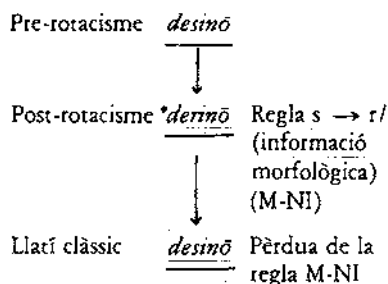 Pre-rotacisme desinō
Post-rotacisme *derinō Regla s → r/
(informació
morfològica)
(M-NI)
Llatí clàssic desinō Pèrdua de la
regla M-NI